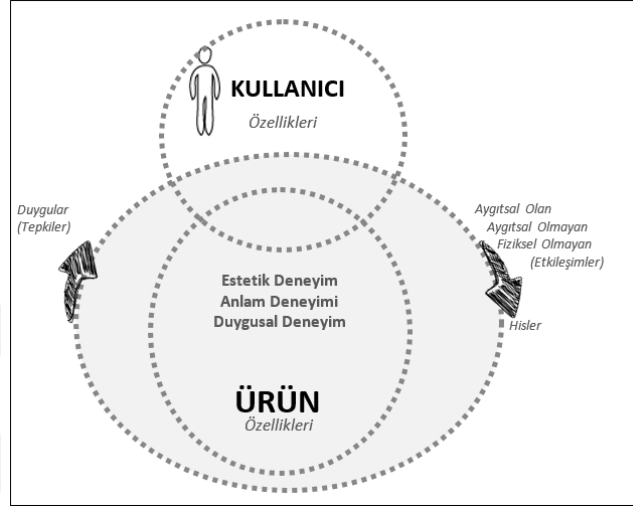 KULLANICI
Özellikleri
Duygular
(Tepkiler)
Aygıtsal Olan
Aygıtsal Olmayan
Fiziksel Olmayan
(Etkileşimler)
Hisler
Estetik Deneyim
Anlam Deneyimi
Duygusal Deneyim
ÜRÜN
Özellikleri